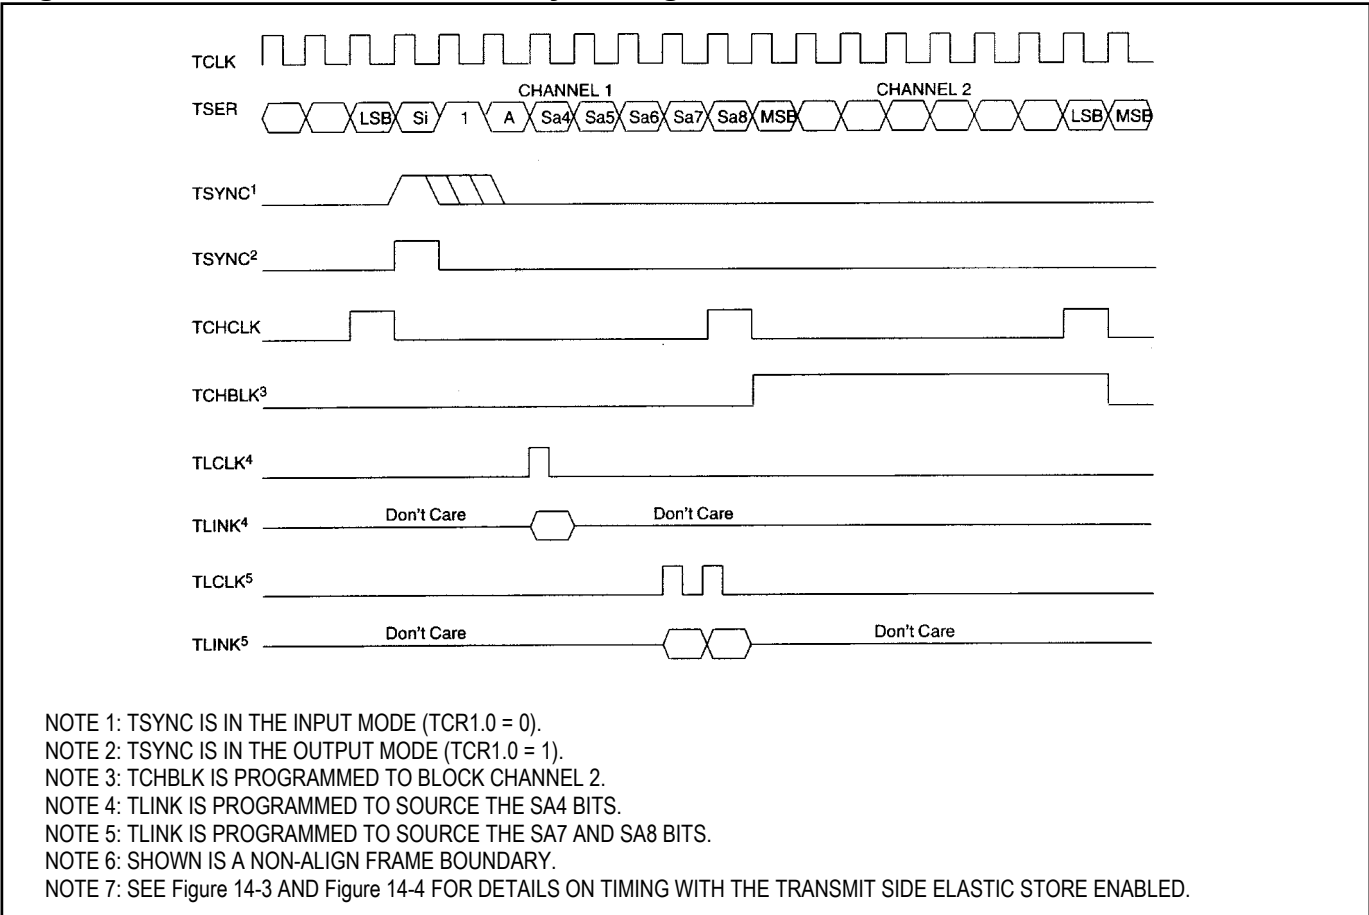 TCLK
CHANNEL 1 CHANNEL 2
TSER LSB Si 1 A Sa4 Sa5 Sa6 Sa7 Sa8 MSB LSB MSB
TSYNC1
TSYNC2
TCHCLK
TCHBLK3
TLCLK4
TLINK4 Don't Care Don't Care
TLCLK5
TLINK5 Don't Care Don't Care
NOTE 1: TSYNC IS IN THE INPUT MODE (TCR1.0 = 0).
NOTE 2: TSYNC IS IN THE OUTPUT MODE (TCR1.0 = 1).
NOTE 3: TCHBLK IS PROGRAMMED TO BLOCK CHANNEL 2.
NOTE 4: TLINK IS PROGRAMMED TO SOURCE THE SA4 BITS.
NOTE 5: TLINK IS PROGRAMMED TO SOURCE THE SA7 AND SA8 BITS.
NOTE 6: SHOWN IS A NON-ALIGN FRAME BOUNDARY.
NOTE 7: SEE Figure 14-3 AND Figure 14-4 FOR DETAILS ON TIMING WITH THE TRANSMIT SIDE ELASTIC STORE ENABLED.